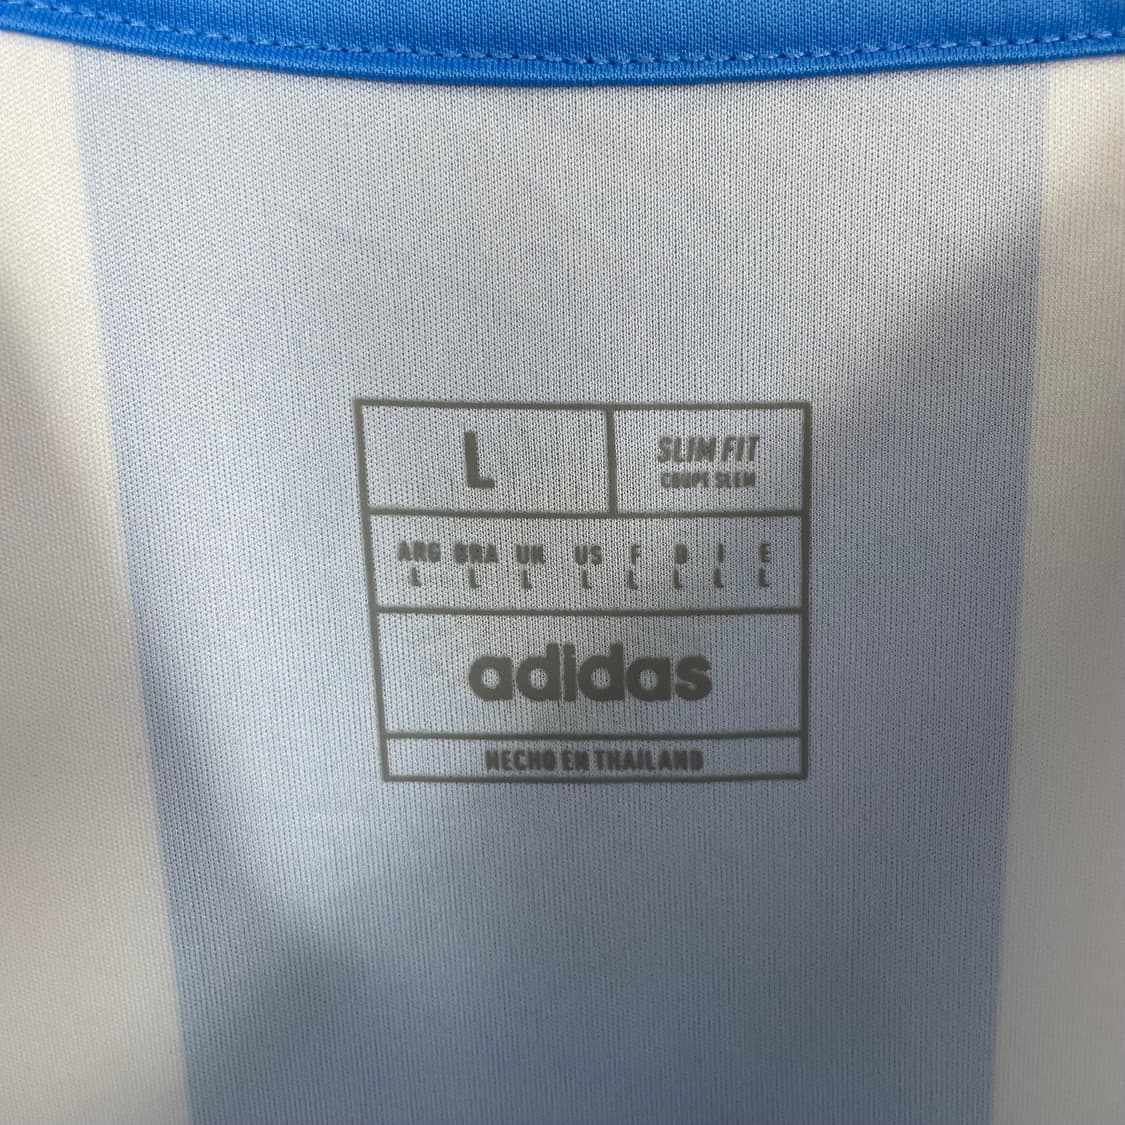 L
SLIM FIT
COUPE SLIM
ARG BRA UK US F D I E
L L L L L L L L
adidas
HECHO EN THAILAND